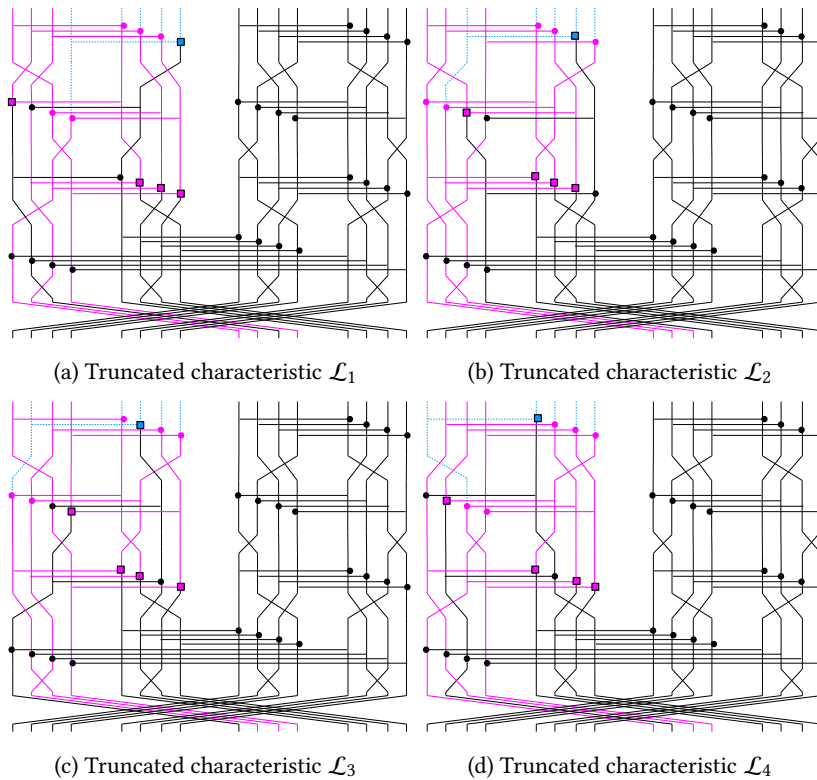 (a) Truncated characteristic 𝓛₁
(b) Truncated characteristic 𝓛₂
(c) Truncated characteristic 𝓛₃
(d) Truncated characteristic 𝓛₄